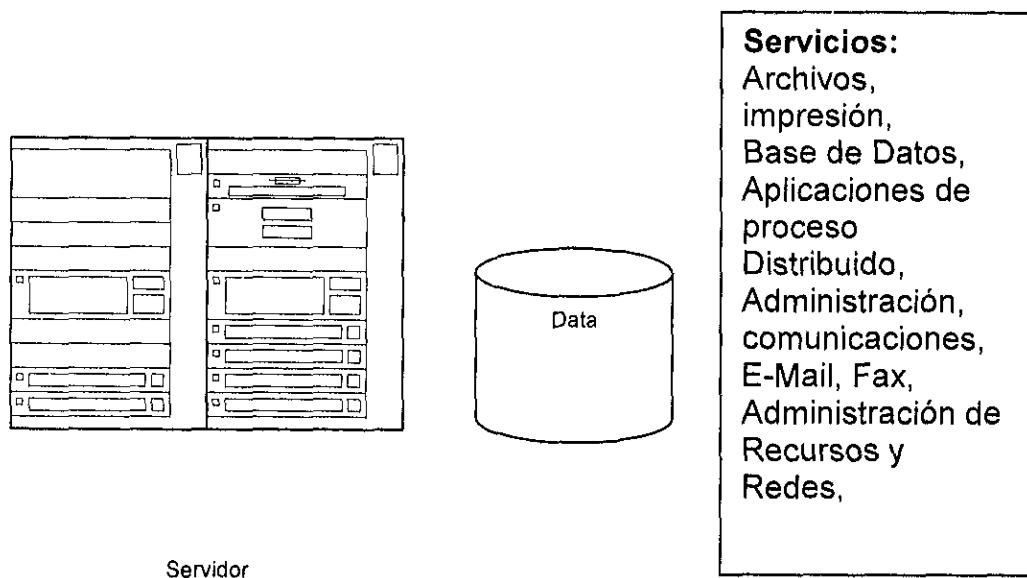 Servicios:
Archivos,
impresión,
Base de Datos,
Aplicaciones de
proceso
Distribuido,
Administración,
comunicaciones,
E-Mail, Fax,
Administración de
Recursos y
Redes,
Data
Servidor